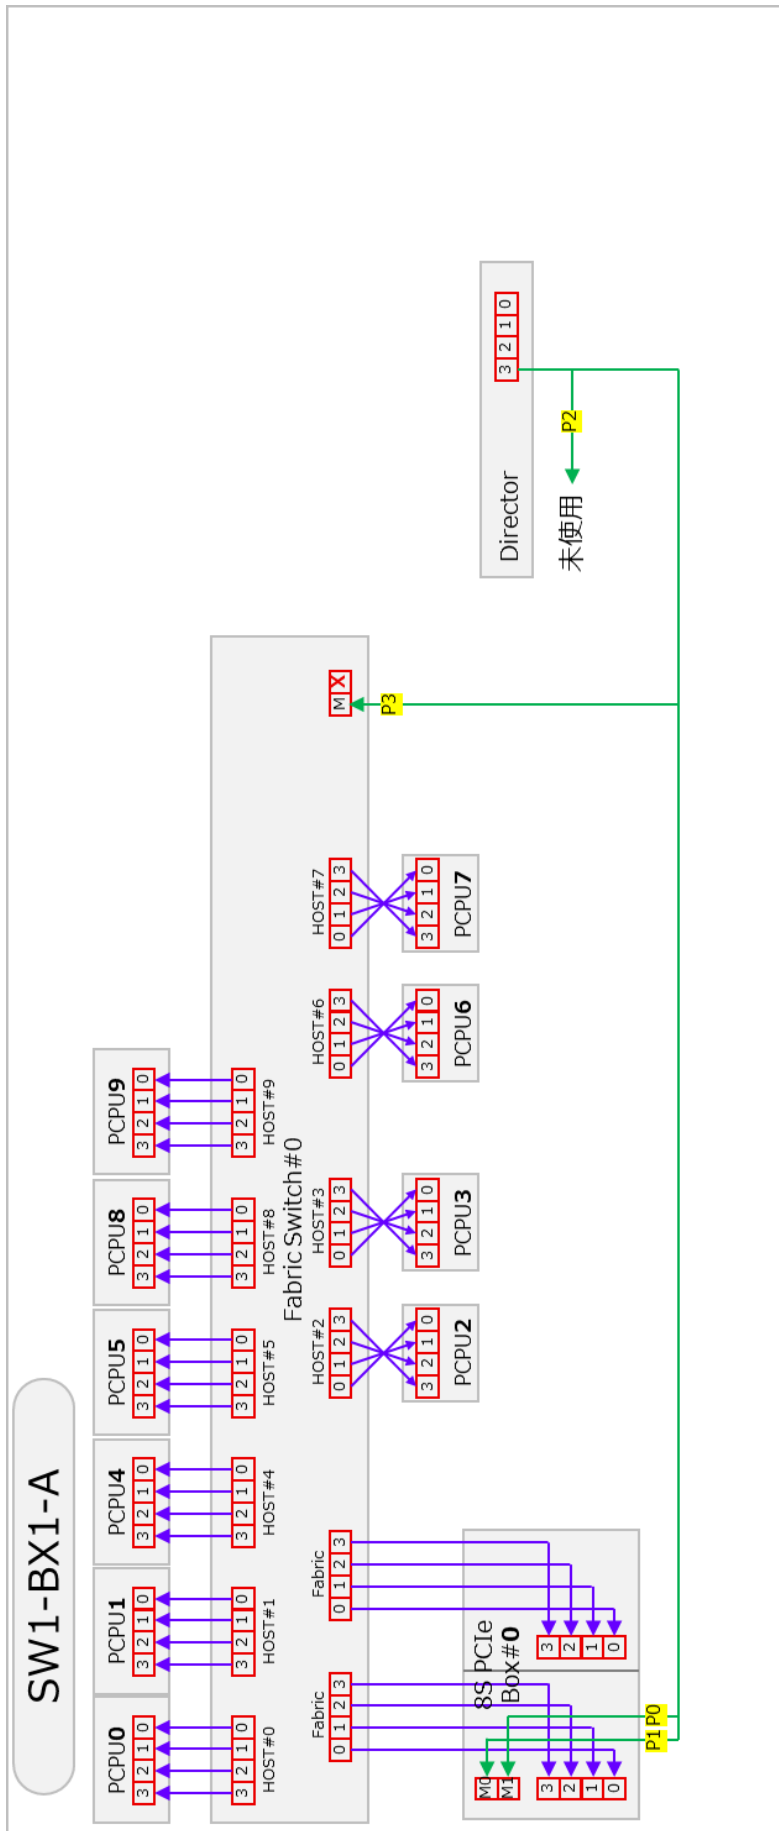 SW1-BX1-A
PCPU0 PCPU1 PCPU4 PCPU5 PCPU8 PCPU9
3 2 1 0 3 2 1 0 3 2 1 0 3 2 1 0 3 2 1 0 3 2 1 0
3 2 1 0 3 2 1 0 3 2 1 0 3 2 1 0 3 2 1 0 3 2 1 0
HOST#0 HOST#1 HOST#4 HOST#5 HOST#8 HOST#9
Fabric Switch#0
Fabric Fabric HOST#2 HOST#3 HOST#6 HOST#7
0 1 2 3 0 1 2 3 0 1 2 3 0 1 2 3 0 1 2 3 0 1 2 3 M X
P3
3 2 1 0 3 2 1 0 3 2 1 0 3 2 1 0
PCPU2 PCPU3 PCPU6 PCPU7
8S PCIe
Box#0
M0
M1
3 3
2 2
1 1
0 0
P1 P0
3 2 1 0
Director
P2
未使用